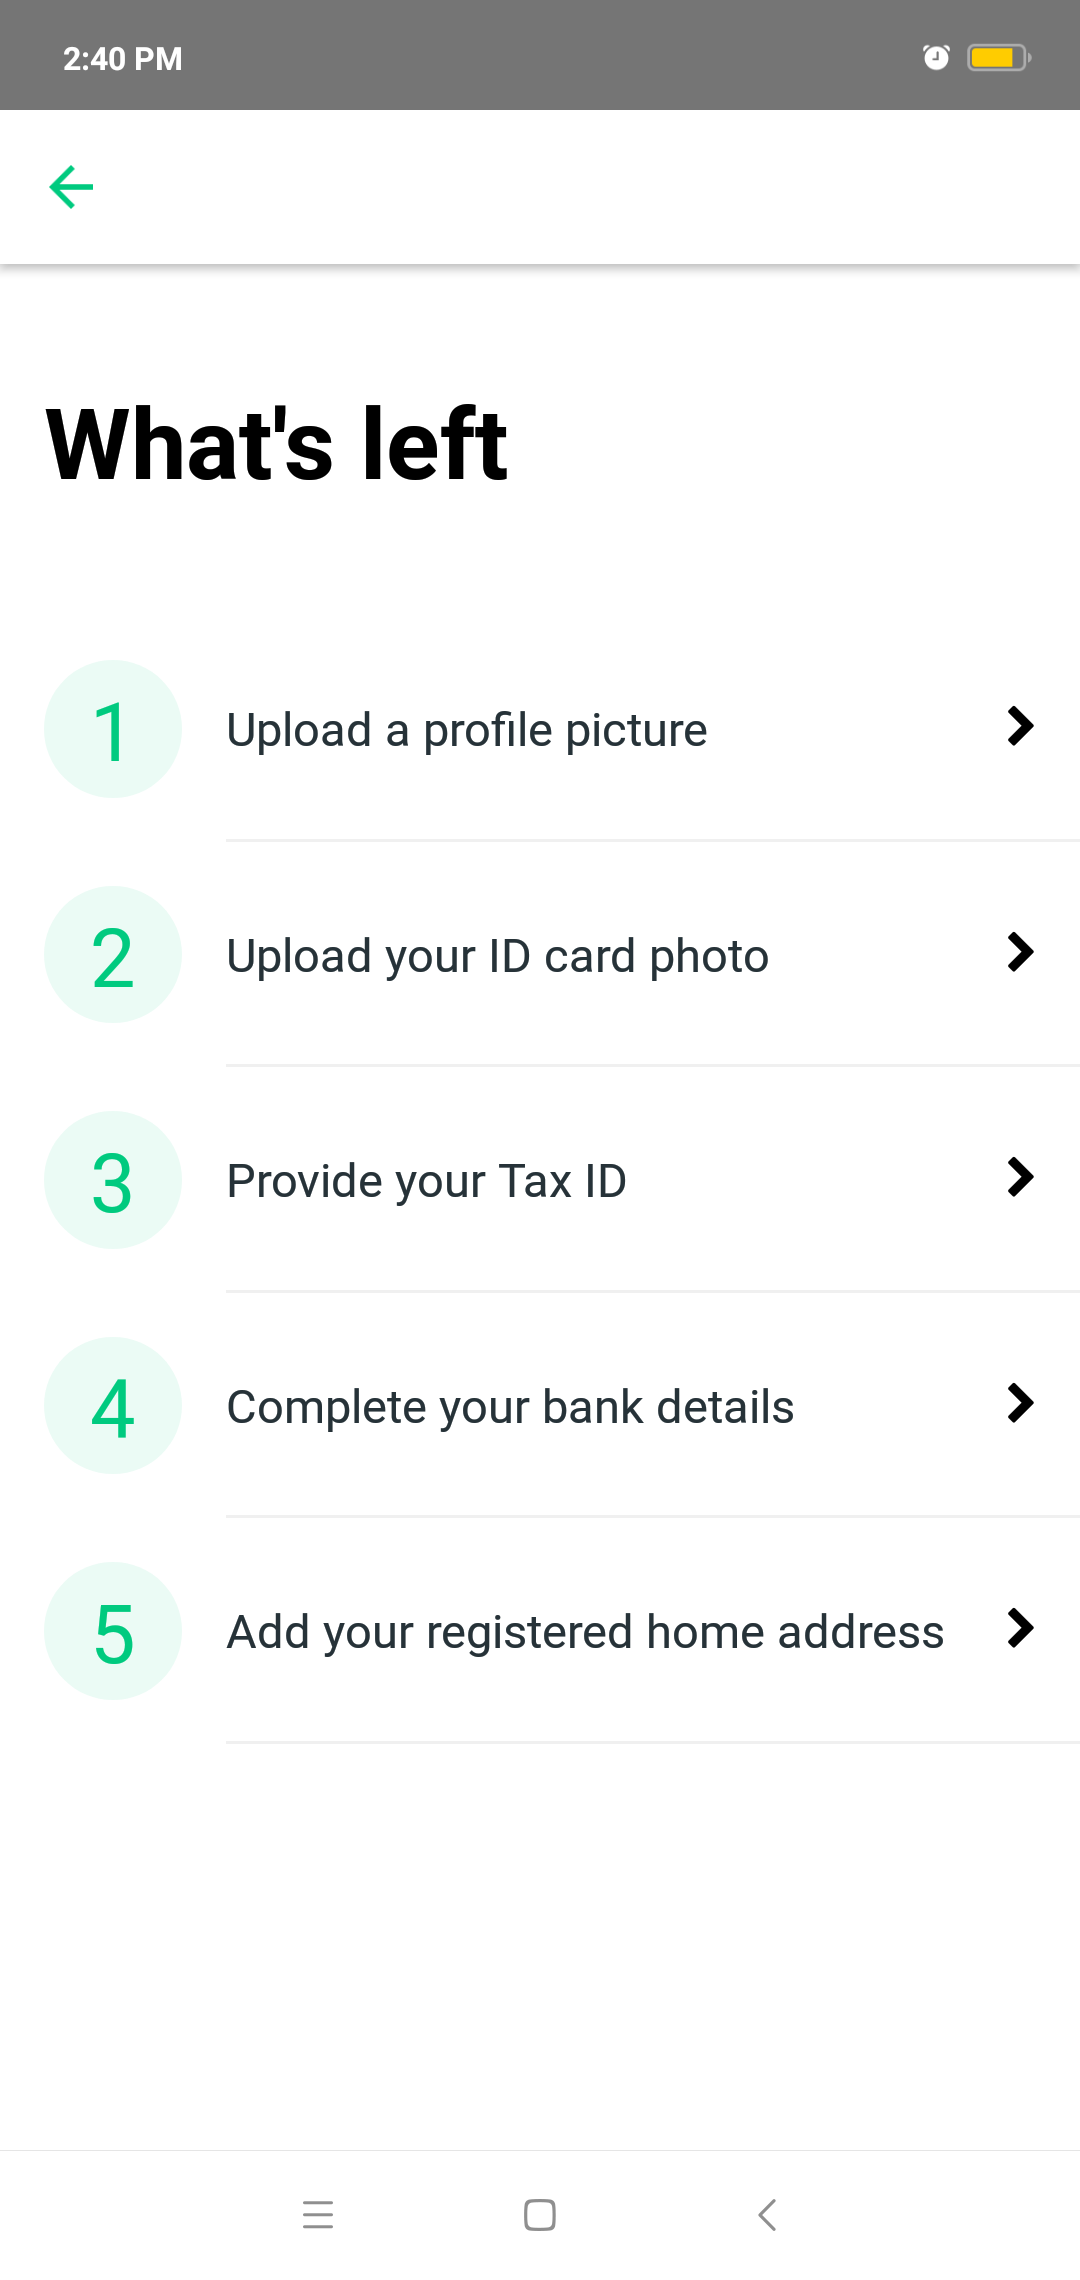 2:40 PM
What's left
1
Upload a profile picture
2
Upload your ID card photo
3
Provide your Tax ID
4
Complete your bank details
5
Add your registered home address